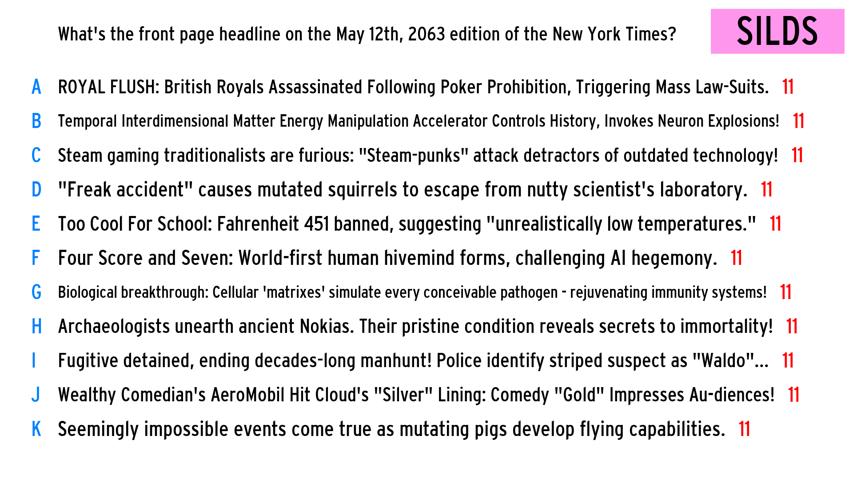 What's the front page headline on the May 12th, 2063 edition of the New York Times?
SILDS
A ROYAL FLUSH: British Royals Assassinated Following Poker Prohibition, Triggering Mass Law-Suits. 11
B Temporal Interdimensional Matter Energy Manipulation Accelerator Controls History, Invokes Neuron Explosions! 11
C Steam gaming traditionalists are furious: "Steam-punks" attack detractors of outdated technology! 11
D "Freak accident" causes mutated squirrels to escape from nutty scientist's laboratory. 11
E Too Cool For School: Fahrenheit 451 banned, suggesting "unrealistically low temperatures." 11
F Four Score and Seven: World-first human hivemind forms, challenging AI hegemony. 11
G Biological breakthrough: Cellular 'matrixes' simulate every conceivable pathogen - rejuvenating immunity systems! 11
H Archaeologists unearth ancient Nokias. Their pristine condition reveals secrets to immortality! 11
I Fugitive detained, ending decades-long manhunt! Police identify striped suspect as "Waldo"... 11
J Wealthy Comedian's AeroMobil Hit Cloud's "Silver" Lining: Comedy "Gold" Impresses Au-diences! 11
K Seemingly impossible events come true as mutating pigs develop flying capabilities. 11